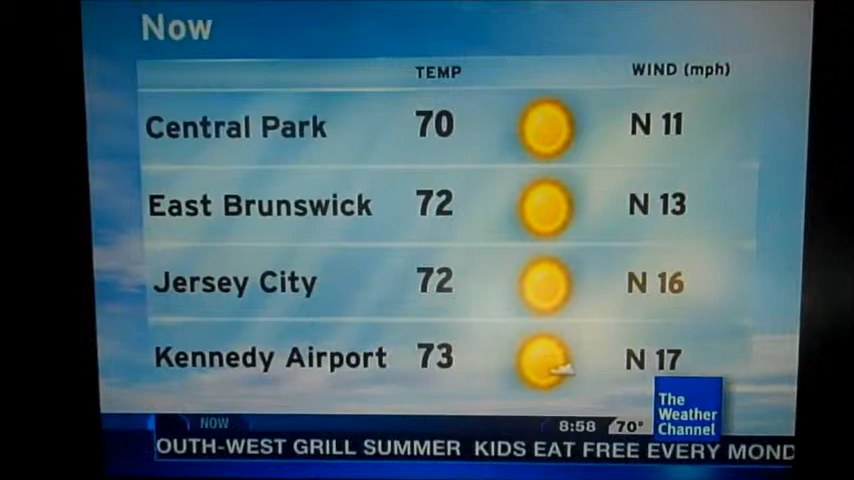 Now
TEMP WIND (mph)
Central Park 70 N 11
East Brunswick 72 N 13
Jersey City 72 N 16
Kennedy Airport 73 N 17
The
Weather
Channel
NOW 8:58 70°
OUTH-WEST GRILL SUMMER KIDS EAT FREE EVERY MOND